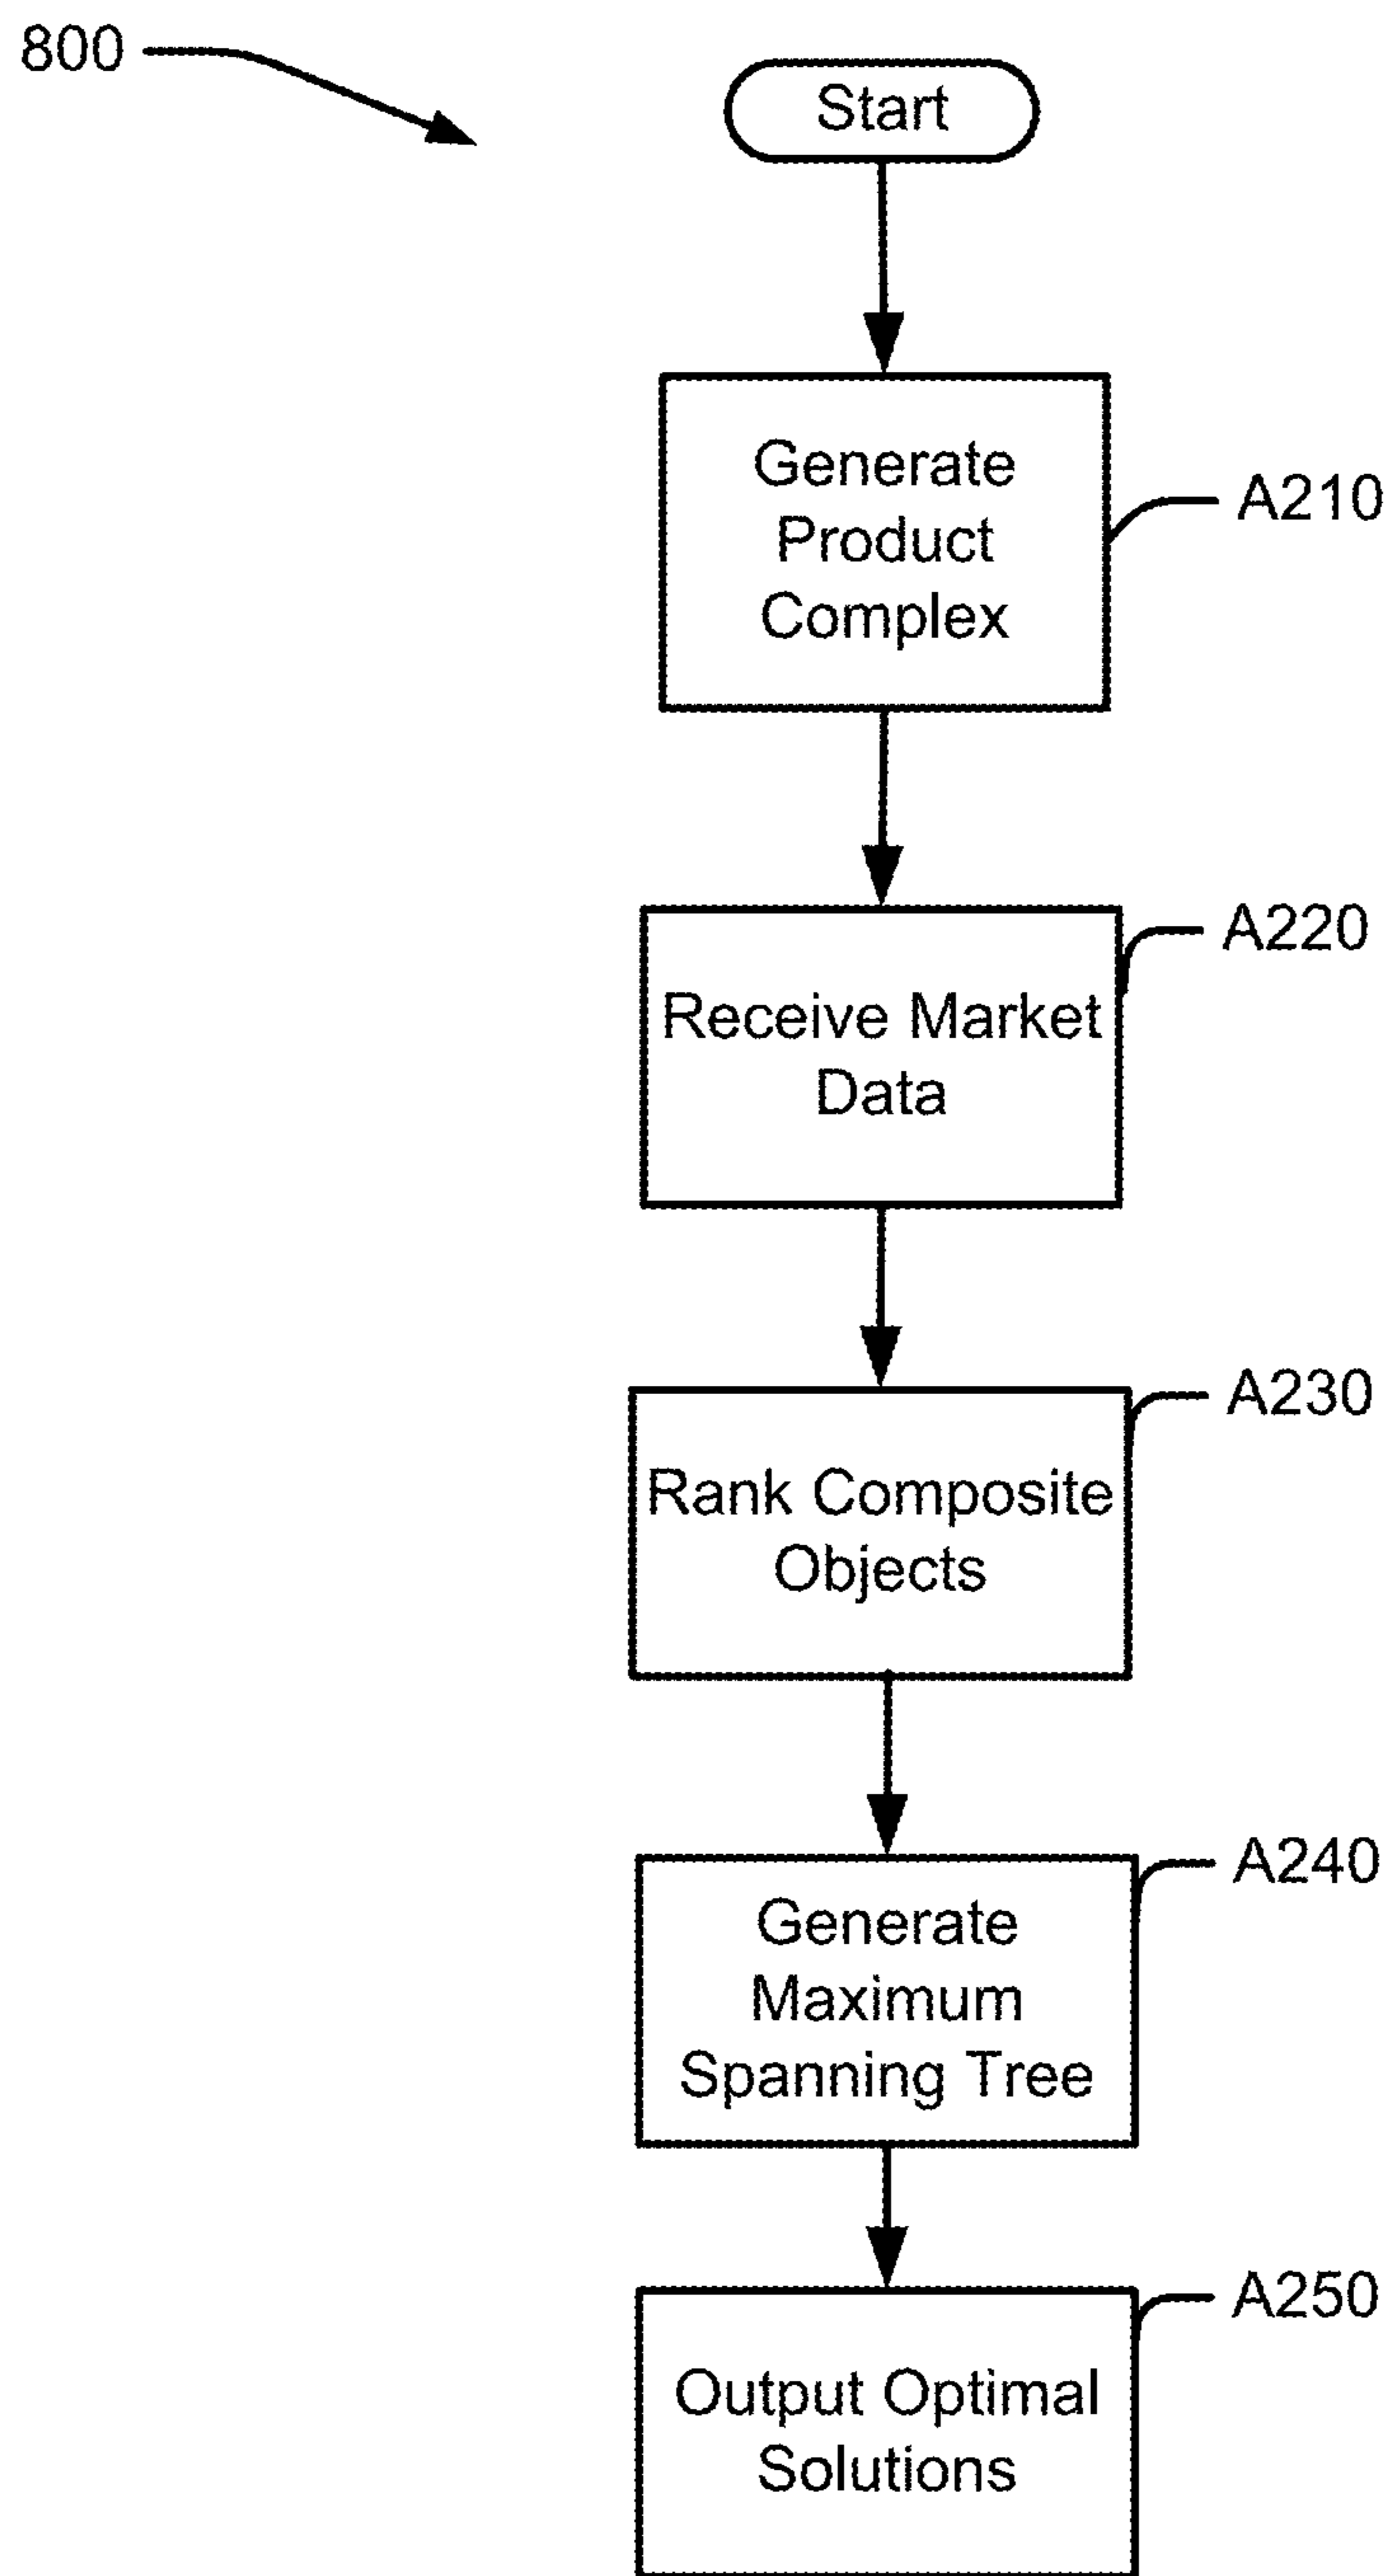 800
Start
Generate
Product
Complex
A210
Receive Market
Data
A220
Rank Composite
Objects
A230
Generate
Maximum
Spanning Tree
A240
Output Optimal
Solutions
A250